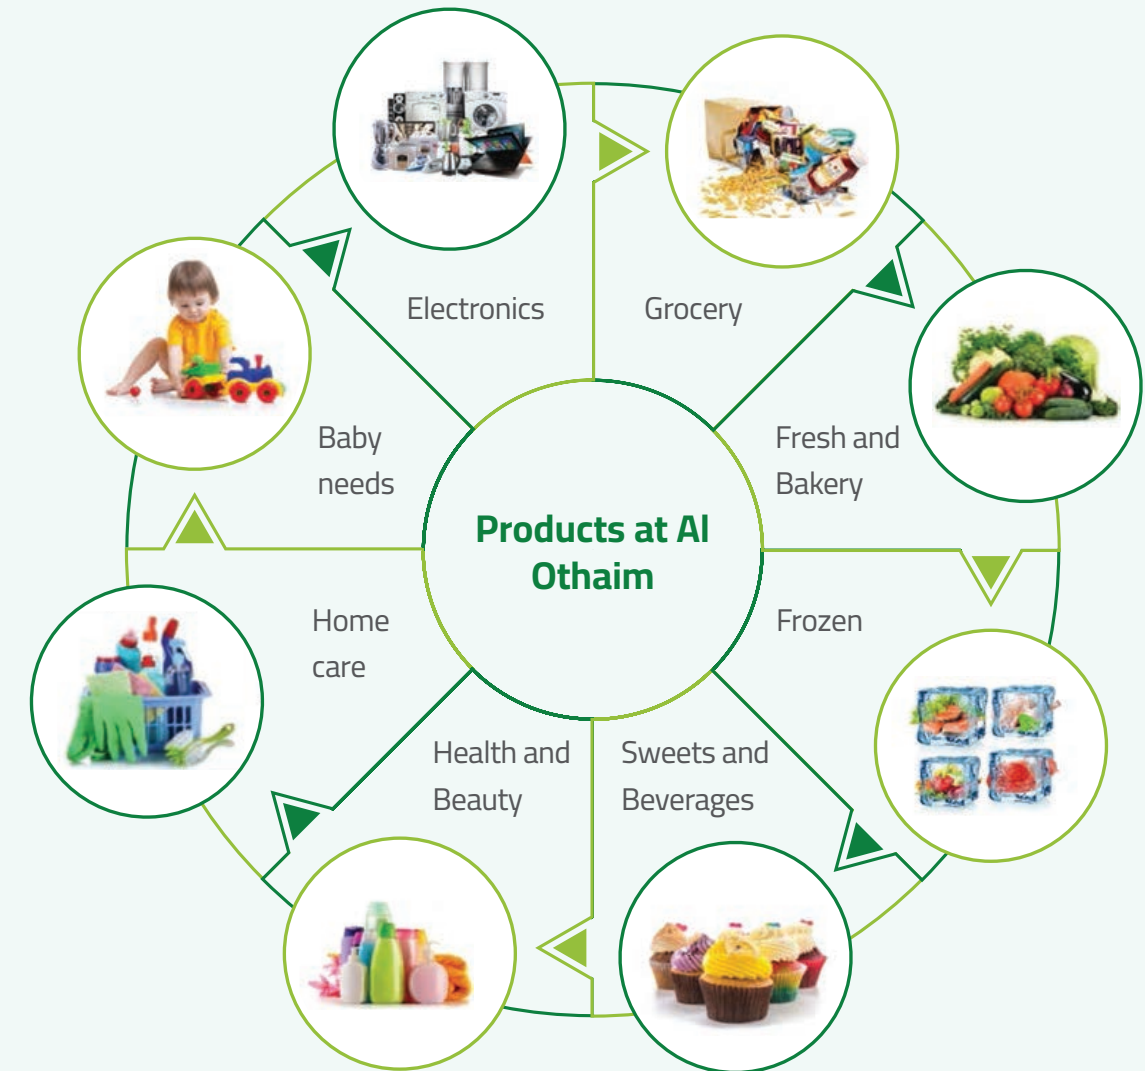 Products at Al
Othaim
Grocery
Fresh and
Bakery
Frozen
Sweets and
Beverages
Health and
Beauty
Home
care
Baby
needs
Electronics